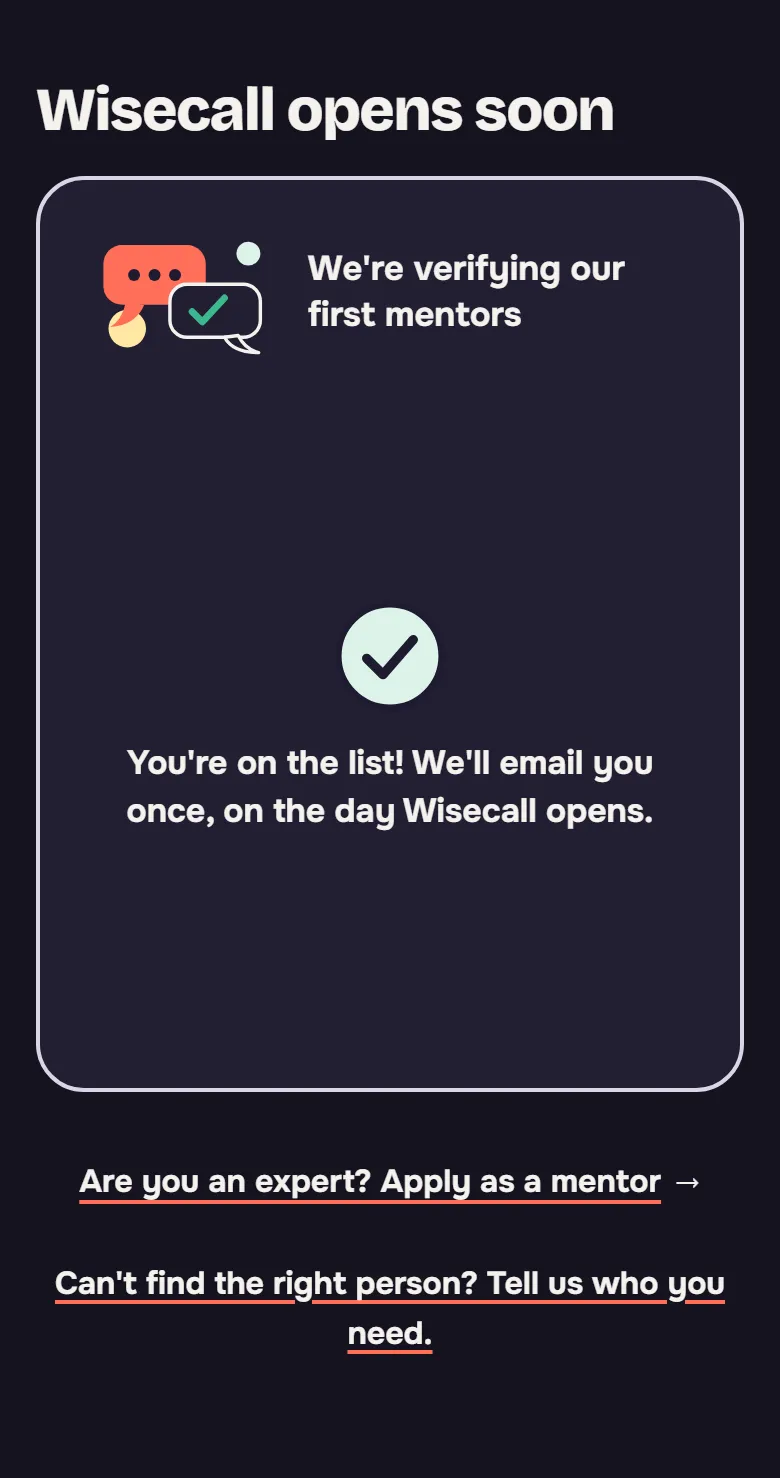 Wisecall opens soon
We're verifying our
first mentors
You're on the list! We'll email you
once, on the day Wisecall opens.
Are you an expert? Apply as a mentor →
Can't find the right person? Tell us who you
need.